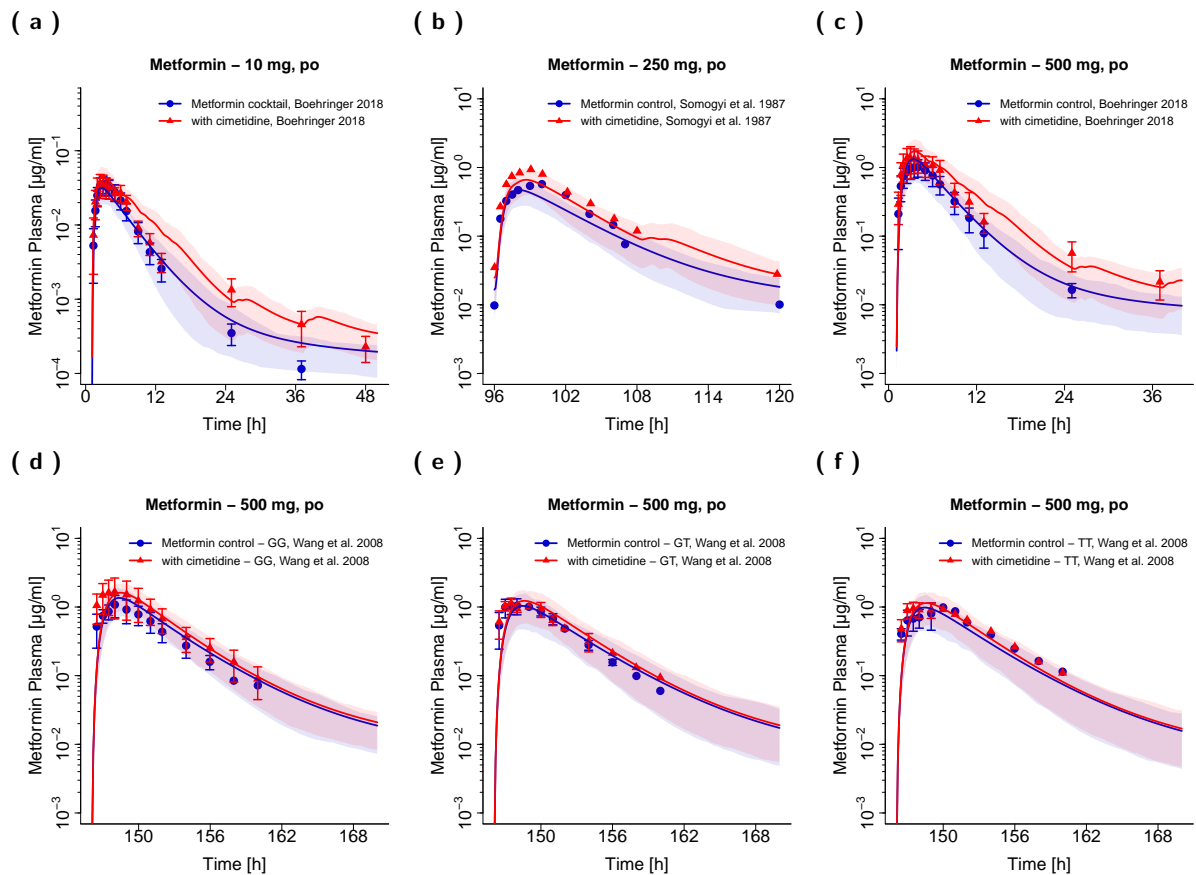 ( a )
Metformin – 10 mg, po
Metformin cocktail, Boehringer 2018
with cimetidine, Boehringer 2018
Metformin Plasma [µg/ml]
10⁻¹
10⁻²
10⁻³
10⁻⁴
0 12 24 36 48
Time [h]
( b )
Metformin – 250 mg, po
Metformin control, Somogyi et al. 1987
with cimetidine, Somogyi et al. 1987
Metformin Plasma [µg/ml]
10¹
10⁰
10⁻¹
10⁻²
10⁻³
96 102 108 114 120
Time [h]
( c )
Metformin – 500 mg, po
Metformin control, Boehringer 2018
with cimetidine, Boehringer 2018
Metformin Plasma [µg/ml]
10¹
10⁰
10⁻¹
10⁻²
10⁻³
0 12 24 36
Time [h]
( d )
Metformin – 500 mg, po
Metformin control – GG, Wang et al. 2008
with cimetidine – GG, Wang et al. 2008
Metformin Plasma [µg/ml]
10¹
10⁰
10⁻¹
10⁻²
10⁻³
150 156 162 168
Time [h]
( e )
Metformin – 500 mg, po
Metformin control – GT, Wang et al. 2008
with cimetidine – GT, Wang et al. 2008
Metformin Plasma [µg/ml]
10¹
10⁰
10⁻¹
10⁻²
10⁻³
150 156 162 168
Time [h]
( f )
Metformin – 500 mg, po
Metformin control – TT, Wang et al. 2008
with cimetidine – TT, Wang et al. 2008
Metformin Plasma [µg/ml]
10¹
10⁰
10⁻¹
10⁻²
10⁻³
150 156 162 168
Time [h]